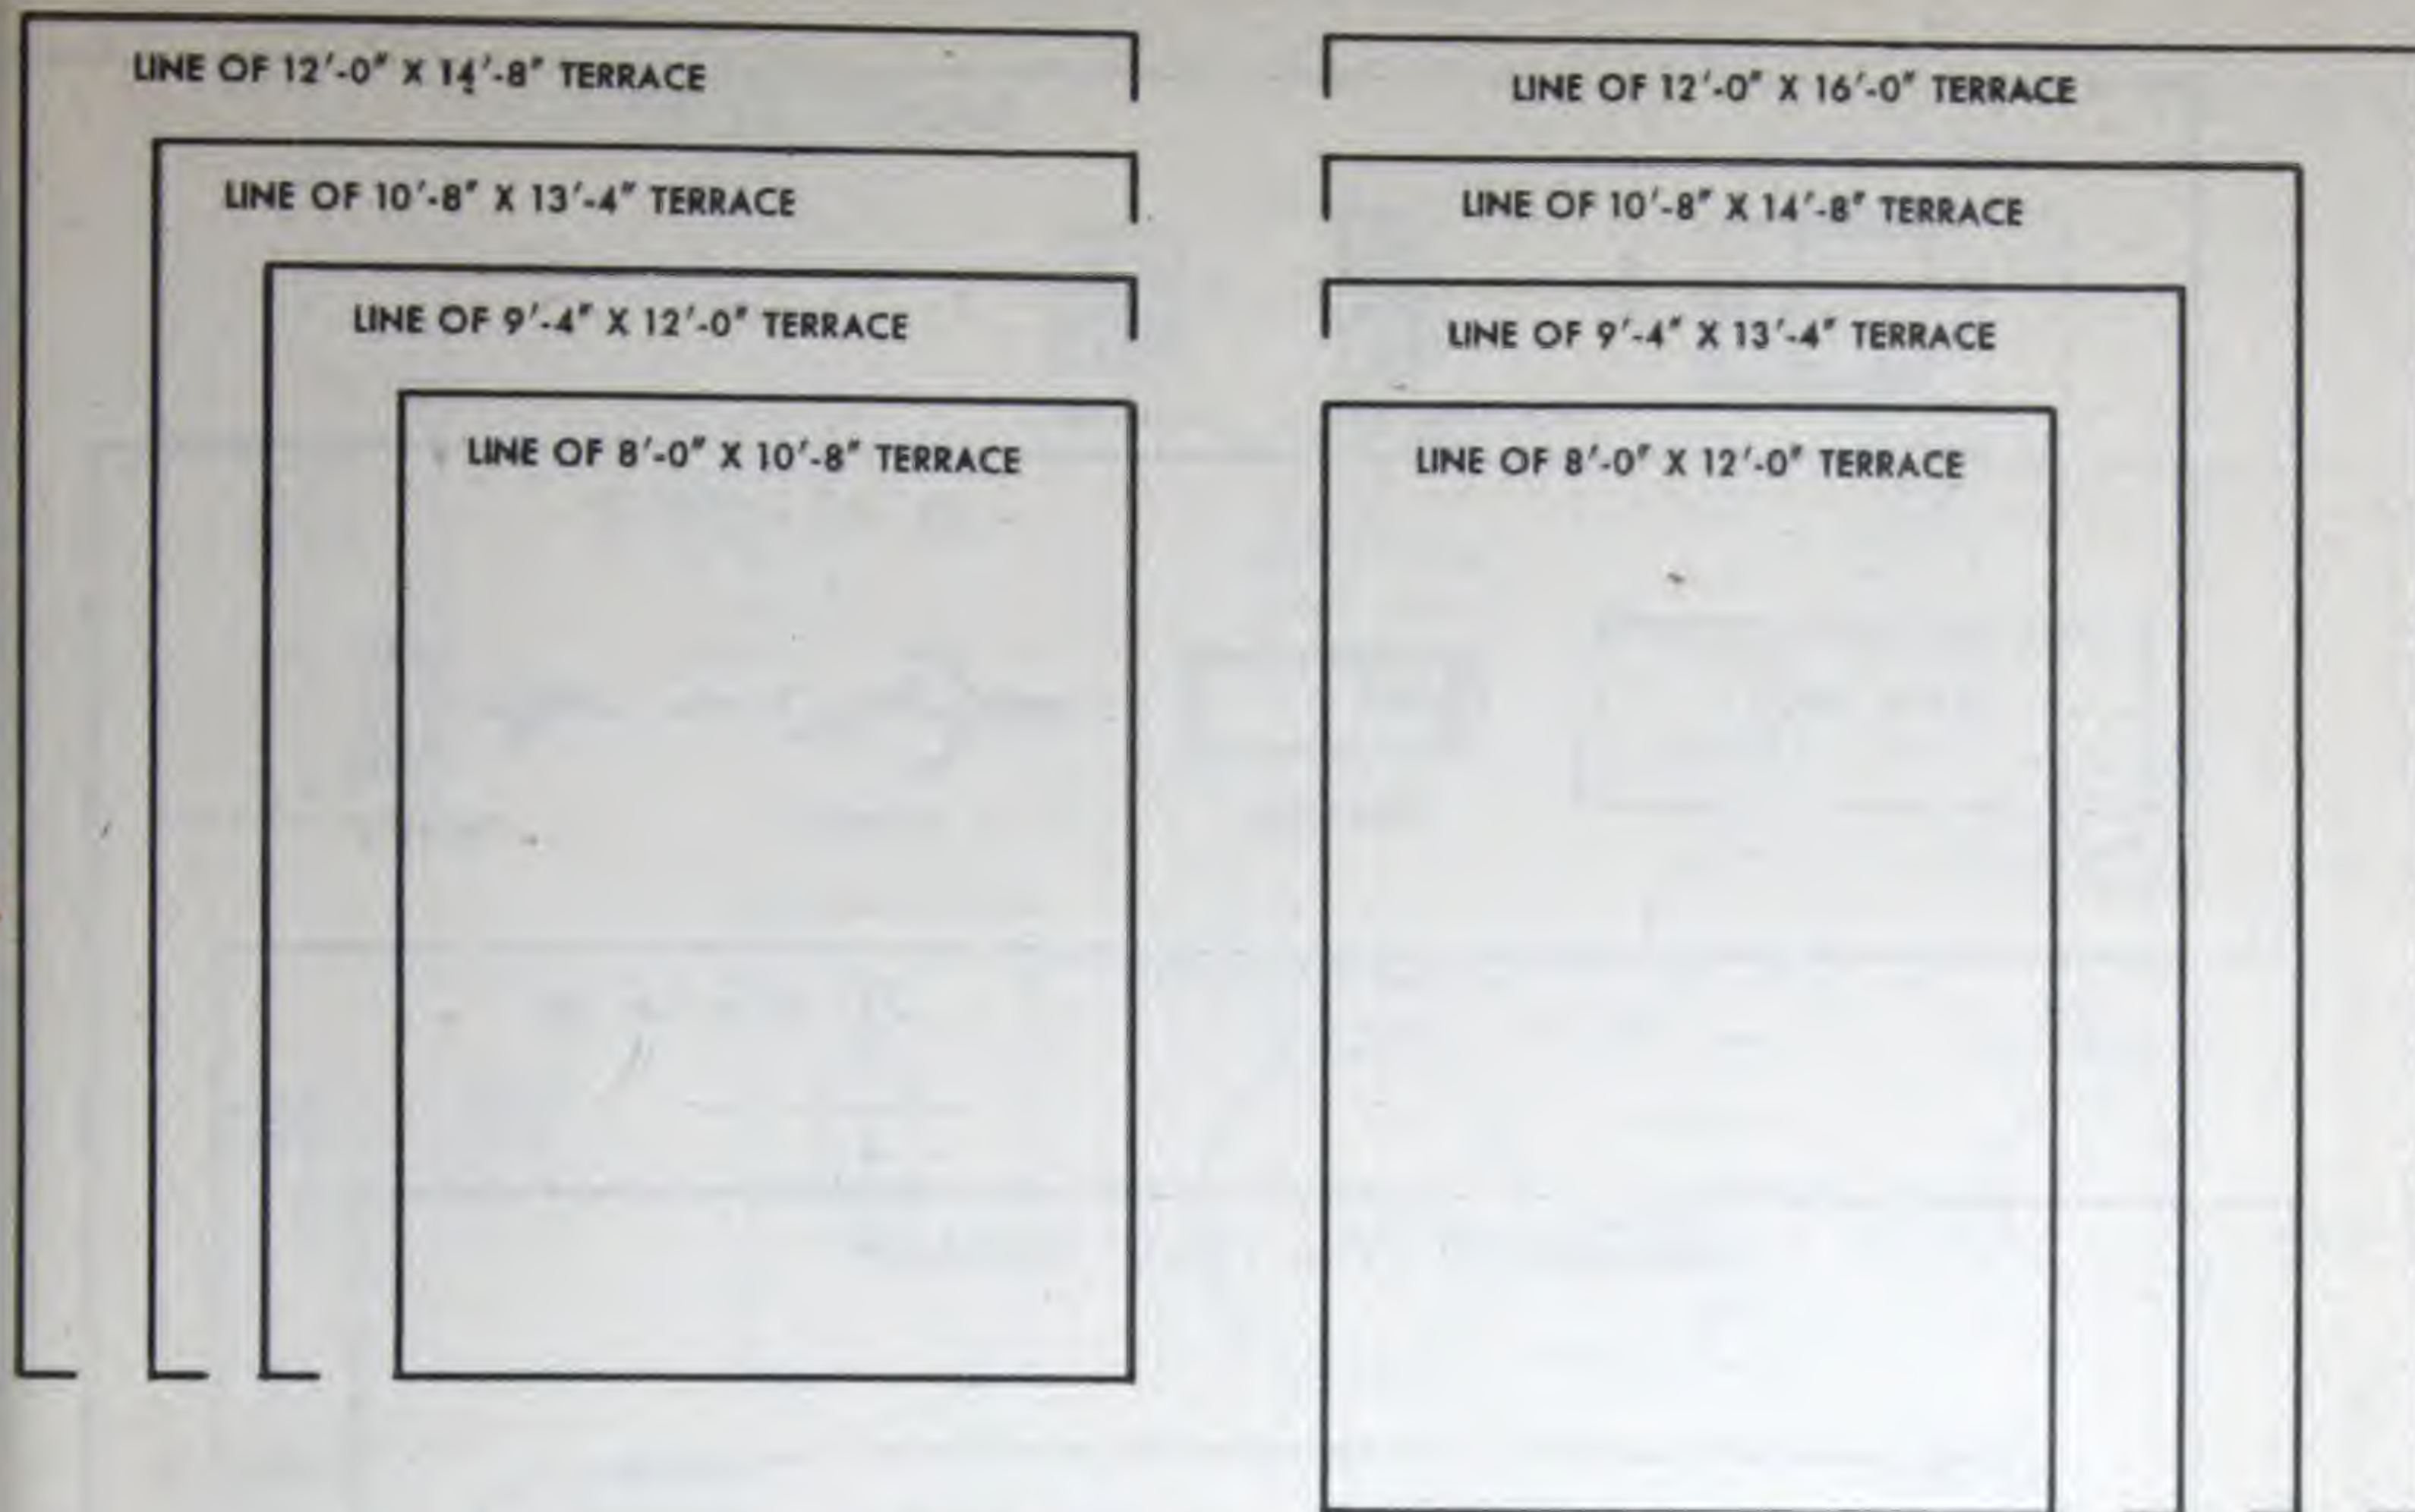 LINE OF 12'-0" X 14'-8" TERRACE
LINE OF 10'-8" X 13'-4" TERRACE
LINE OF 9'-4" X 12'-0" TERRACE
LINE OF 8'-0" X 10'-8" TERRACE
LINE OF 12'-0" X 16'-0" TERRACE
LINE OF 10'-8" X 14'-8" TERRACE
LINE OF 9'-4" X 13'-4" TERRACE
LINE OF 8'-0" X 12'-0" TERRACE